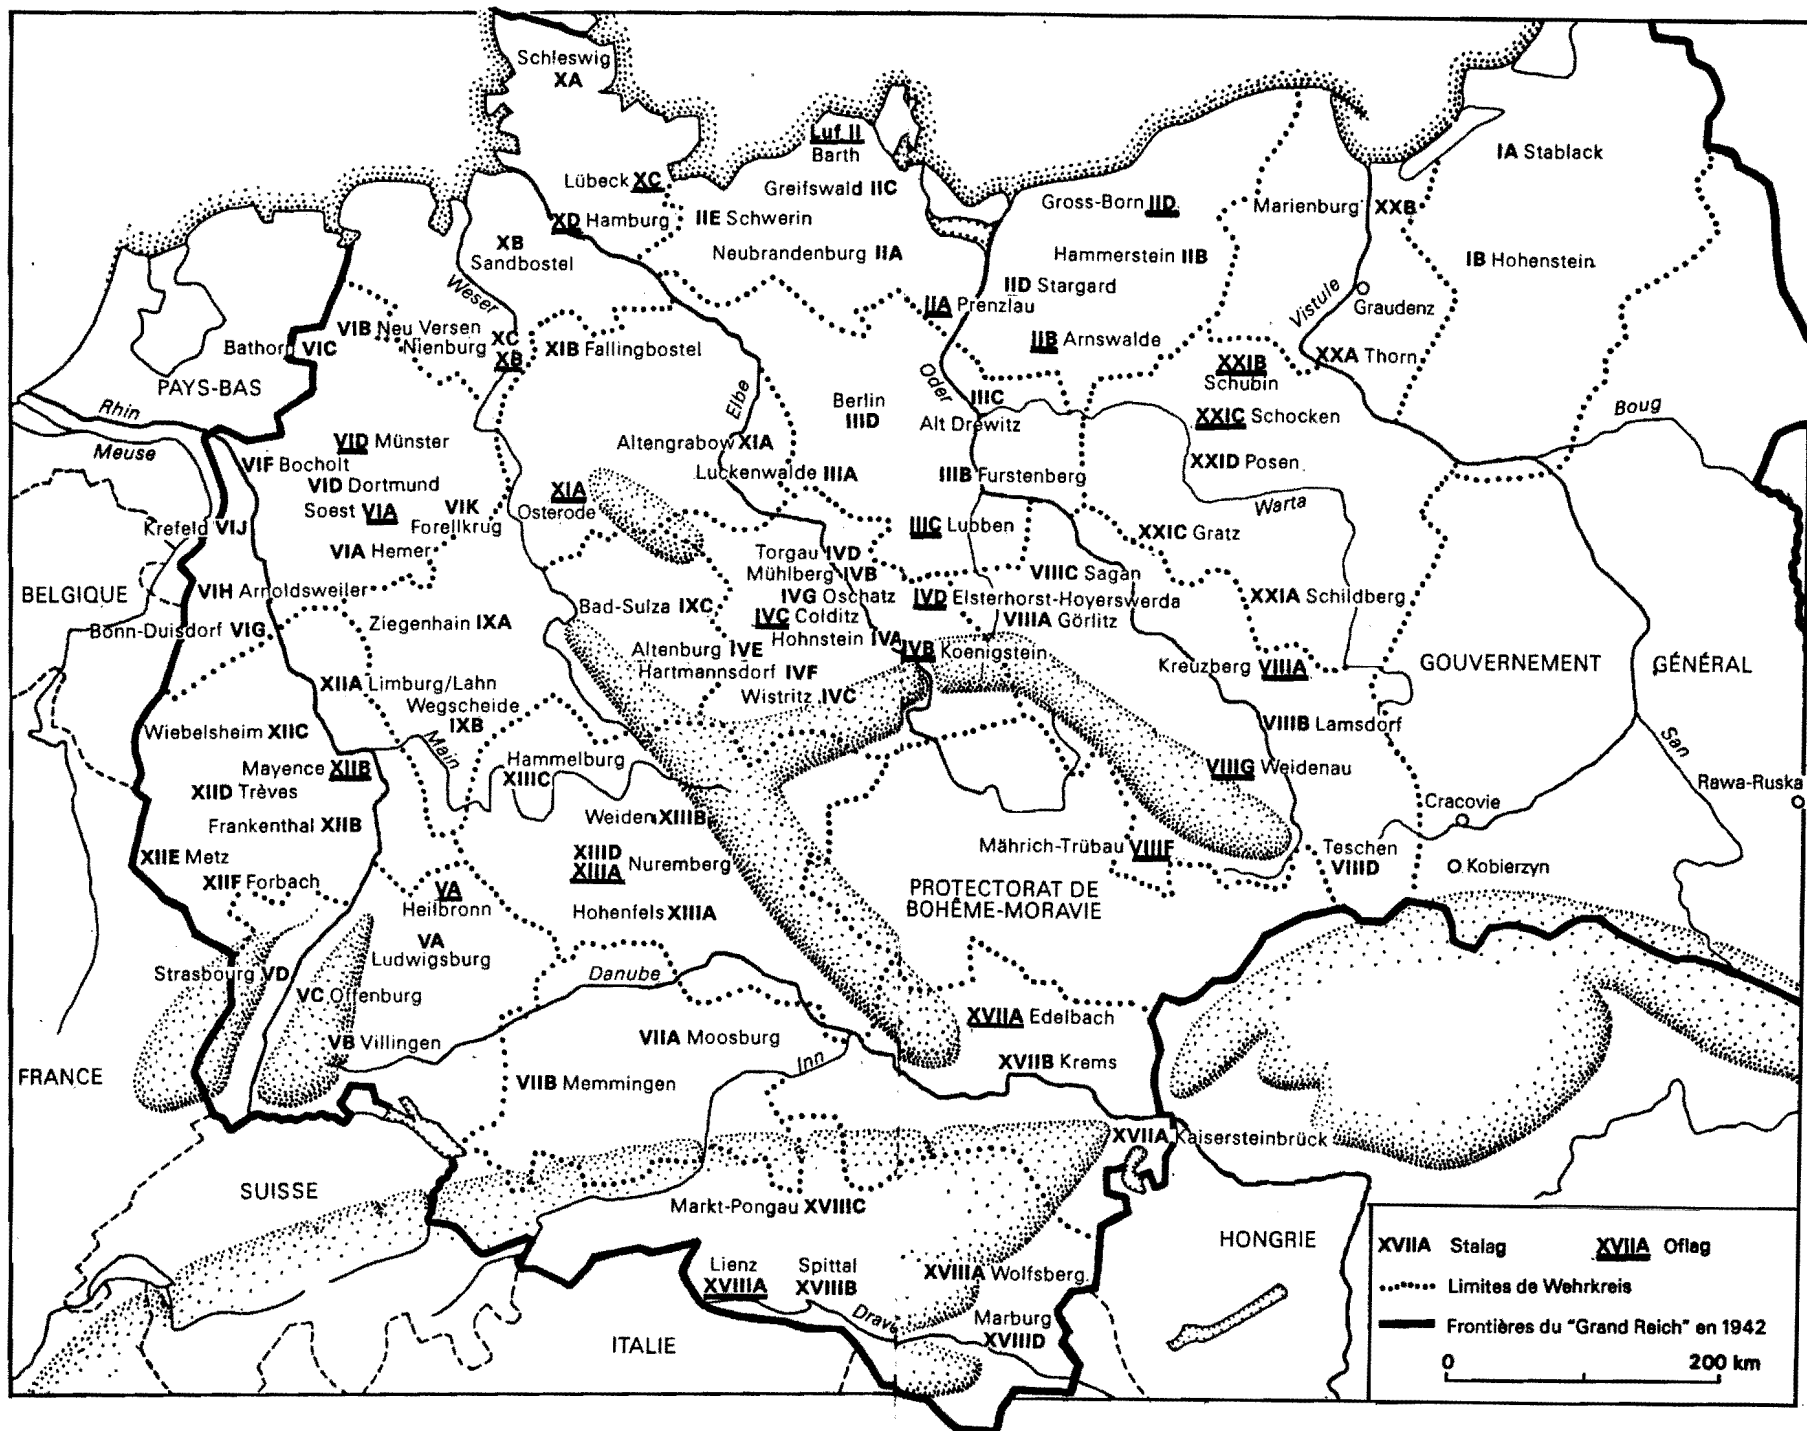 Schleswig
XA
Luf II
Barth
IA Stablack
Lübeck XC
Greifswald IIC
Gross-Born IID
Marienburg XXB
XD Hamburg
IIE Schwerin
XB
Sandbostel
Neubrandenburg IIA
Hammerstein IIB
IB Hohenstein
Weser
IID Stargard
Vistule
Graudenz
IIA Prenzlau
VIB Neu Versen
Bathorn VIC
Nienburg XC
XB
XIB Fallingbostel
IIB Arnswalde
XXIB
Schubin
XXA Thorn
PAYS-BAS
Elbe
Oder
Berlin
IIID
IIIC
Alt Drewitz
XXIC Schocken
Boug
Rhin
Meuse
VID Münster
Altengrabow XIA
VIF Bocholt
Luckenwalde IIIA
IIIB Furstenberg
XXID Posen
VID Dortmund
XIA
Osterode
Warta
Soest VIA
VIK
Forellkrug
Krefeld VIJ
IIIC Lubben
XXIC Gratz
VIA Hemer
Torgau IVD
Mühlberg IVB
VIIIC Sagan
BELGIQUE
VIH Arnoldsweiler
IVG Oschatz
IVD Elsterhorst-Hoyerswerda
XXIA Schildberg
Bad-Sulza IXC
IVC Colditz
VIIIA Görlitz
Bonn-Duisdorf VIG
Ziegenhain IXA
Hohnstein IVA
Altenburg IVE
IVB Koenigstein
Hartmannsdorf IVF
Kreuzberg VIIIA
GOUVERNEMENT GÉNÉRAL
XIIA Limburg/Lahn
Wistritz IVC
Wegscheide
IXB
Wiebelsheim XIIC
Main
VIIIB Lamsdorf
San
Hammelburg
XIIIC
Mayence XIIB
VIIIG Weidenau
XIID Trèves
Rawa-Ruska
Frankenthal XIIB
Weiden XIIIB
Cracovie
XIIE Metz
XIIID
XIIIA Nuremberg
Mährich-Trübau VIIIF
Teschen
VIIID
Kobierzyn
XIIF Forbach
VA
Heilbronn
PROTECTORAT DE
BOHÊME-MORAVIE
Hohenfels XIIIA
VA
Ludwigsburg
Strasbourg VD
Danube
VC Offenburg
XVIIA Edelbach
VB Villingen
VIIA Moosburg
Inn
XVIIB Krems
FRANCE
VIIB Memmingen
XVIIA Kaisersteinbrück
SUISSE
Markt-Pongau XVIIIC
HONGRIE
Lienz
XVIIIA
Spittal
XVIIIB
XVIIIA Wolfsberg
Drave
Marburg
XVIIID
ITALIE
XVIIA Stalag
XVIIA Oflag
Limites de Wehrkreis
Frontières du "Grand Reich" en 1942
0 200 km